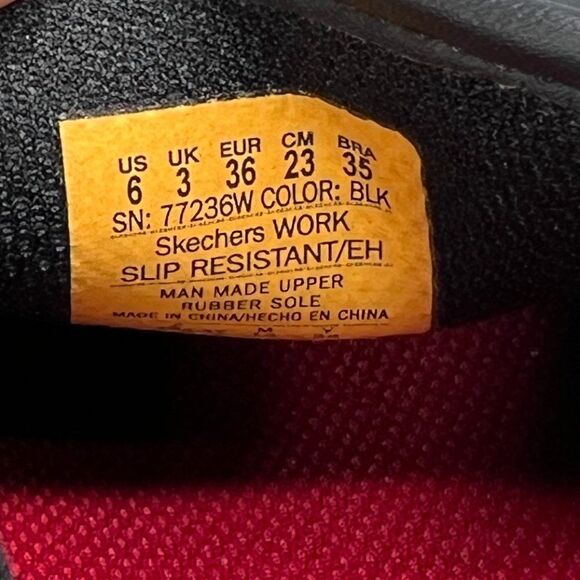 US UK EUR CM BRA
6 3 36 23 35
SN: 77236W COLOR: BLK
Skechers WORK
SLIP RESISTANT/EH
MAN MADE UPPER
RUBBER SOLE
MADE IN CHINA/HECHO EN CHINA